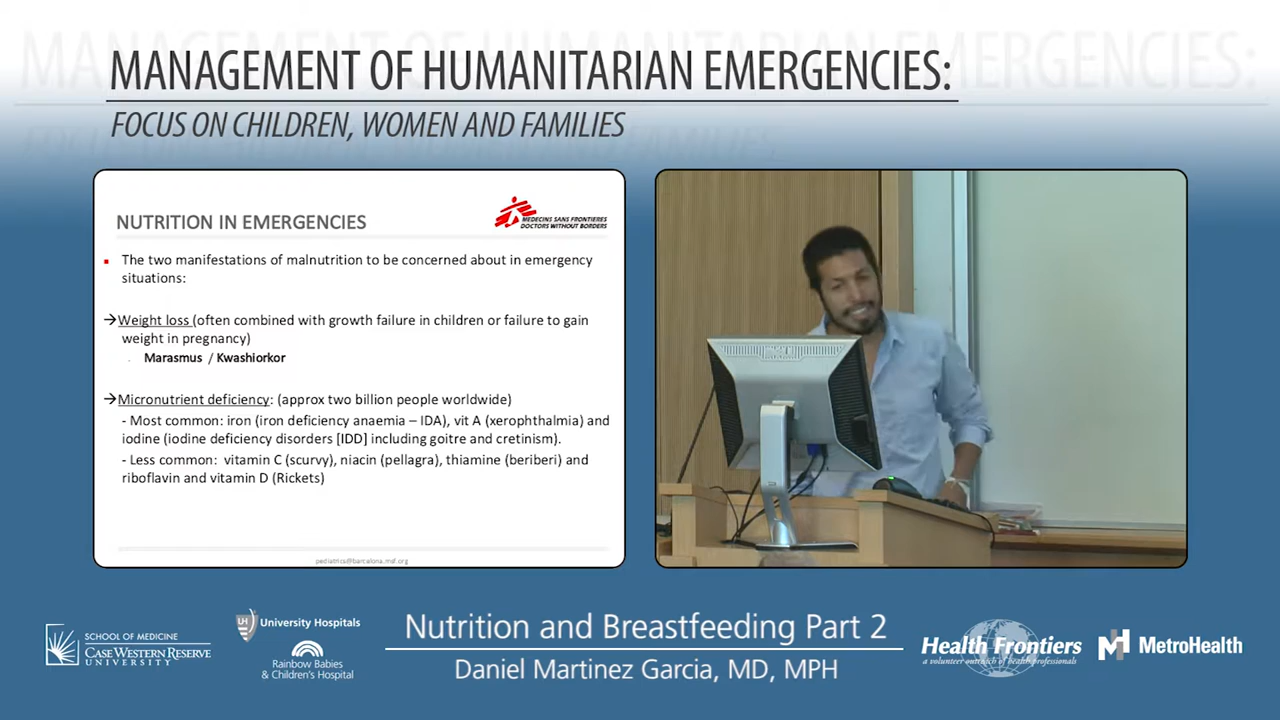 MANAGEMENT OF HUMANITARIAN EMERGENCIES:
FOCUS ON CHILDREN, WOMEN AND FAMILIES
NUTRITION IN EMERGENCIES
MEDECINS SANS FRONTIERES
DOCTORS WITHOUT BORDERS
▪ The two manifestations of malnutrition to be concerned about in emergency
situations:
→Weight loss (often combined with growth failure in children or failure to gain
weight in pregnancy)
- Marasmus / Kwashiorkor
→Micronutrient deficiency: (approx two billion people worldwide)
- Most common: iron (iron deficiency anaemia – IDA), vit A (xerophthalmia) and
iodine (iodine deficiency disorders [IDD] including goitre and cretinism).
- Less common: vitamin C (scurvy), niacin (pellagra), thiamine (beriberi) and
riboflavin and vitamin D (Rickets)
pediatrics@barcelona.msf.org
SCHOOL OF MEDICINE
CASE WESTERN RESERVE
UNIVERSITY
UH University Hospitals
Rainbow Babies
& Children's Hospital
Nutrition and Breastfeeding Part 2
Daniel Martinez Garcia, MD, MPH
Health Frontiers
a volunteer outreach of health professionals
MetroHealth